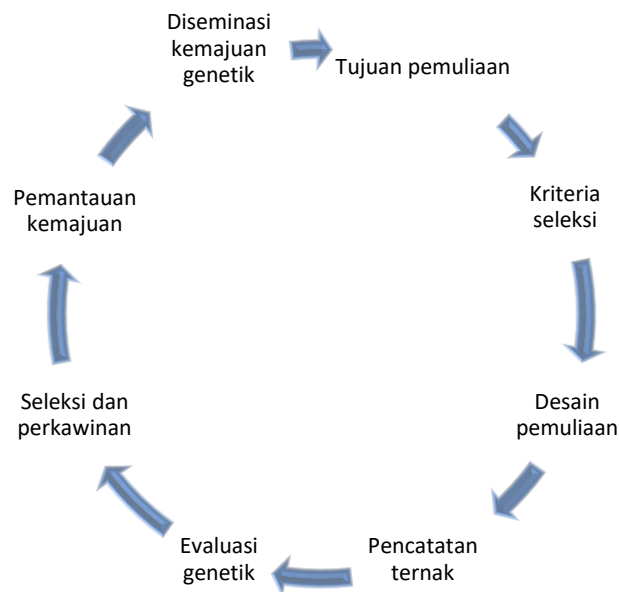 Diseminasi
kemajuan
genetik
Tujuan pemuliaan
Kriteria
seleksi
Desain
pemuliaan
Pencatatan
ternak
Evaluasi
genetik
Seleksi dan
perkawinan
Pemantauan
kemajuan